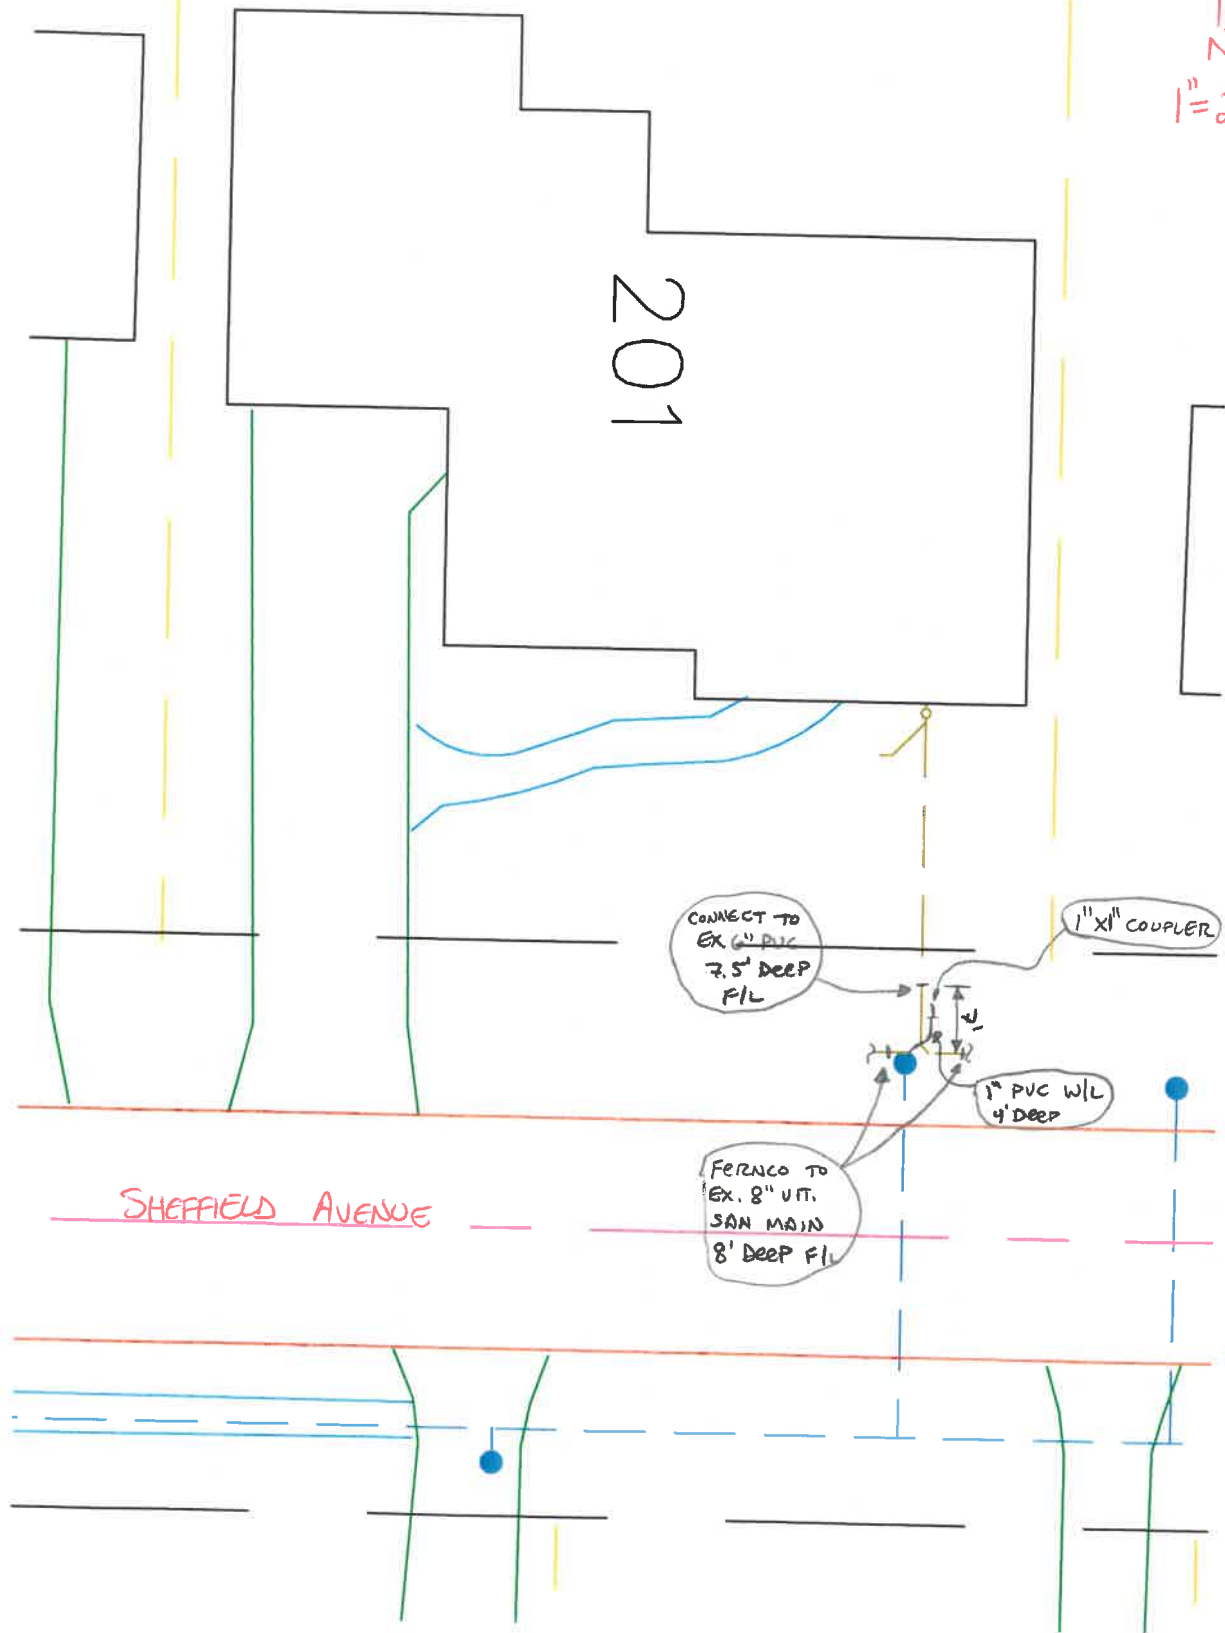 N
1"=
201
CONNECT TO
EX. 6" PVC
7.5' DEEP
F/L
1"X1" COUPLER
1" PVC W/L
4' DEEP
FERNCO TO
EX. 8" VIT.
SAN MAIN
8' DEEP F/L
SHEFFIELD AVENUE